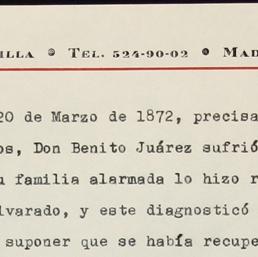 ILLA • TEL. 524-90-02 • MAD
20 de Marzo de 1872, precisa
os, Don Benito Juárez sufrió
u familia alarmada lo hizo r
lvarado, y este diagnosticó
suponer que se había recupe